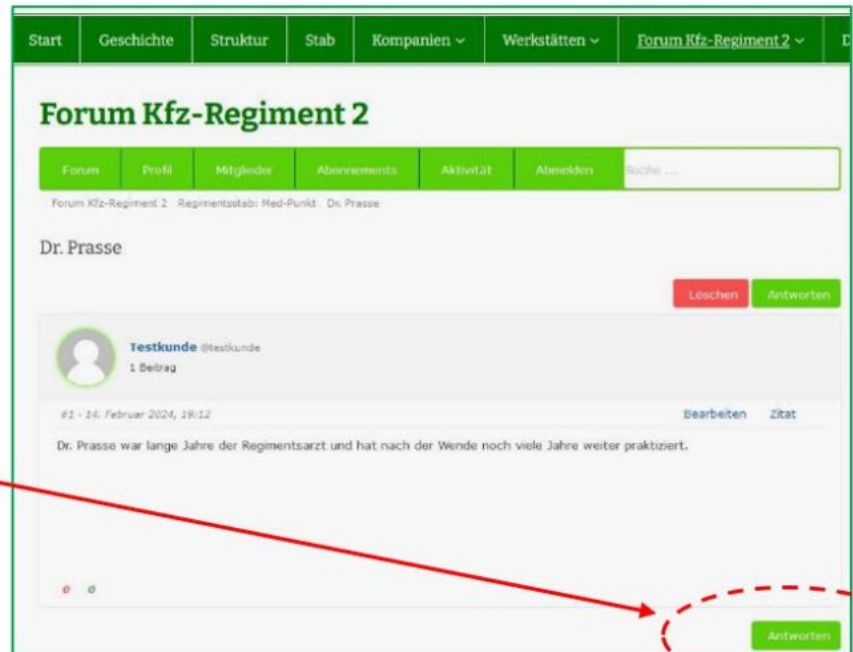 Start Geschichte Struktur Stab Kompanien Werkstätten Forum Kfz-Regiment 2 D
Forum Kfz-Regiment 2
Forum Profil Mitglieder Abonnements Aktivität Abmelden Suche ...
Forum Kfz-Regiment 2 Regimentsstab: Med-Punkt Dr. Prasse
Dr. Prasse
Löschen Antworten
Testkunde @testkunde
1 Beitrag
#1 - 14. Februar 2024, 19:12 Bearbeiten Zitat
Dr. Prasse war lange Jahre der Regimentsarzt und hat nach der Wende noch viele Jahre weiter praktiziert.
0 0
Antworten